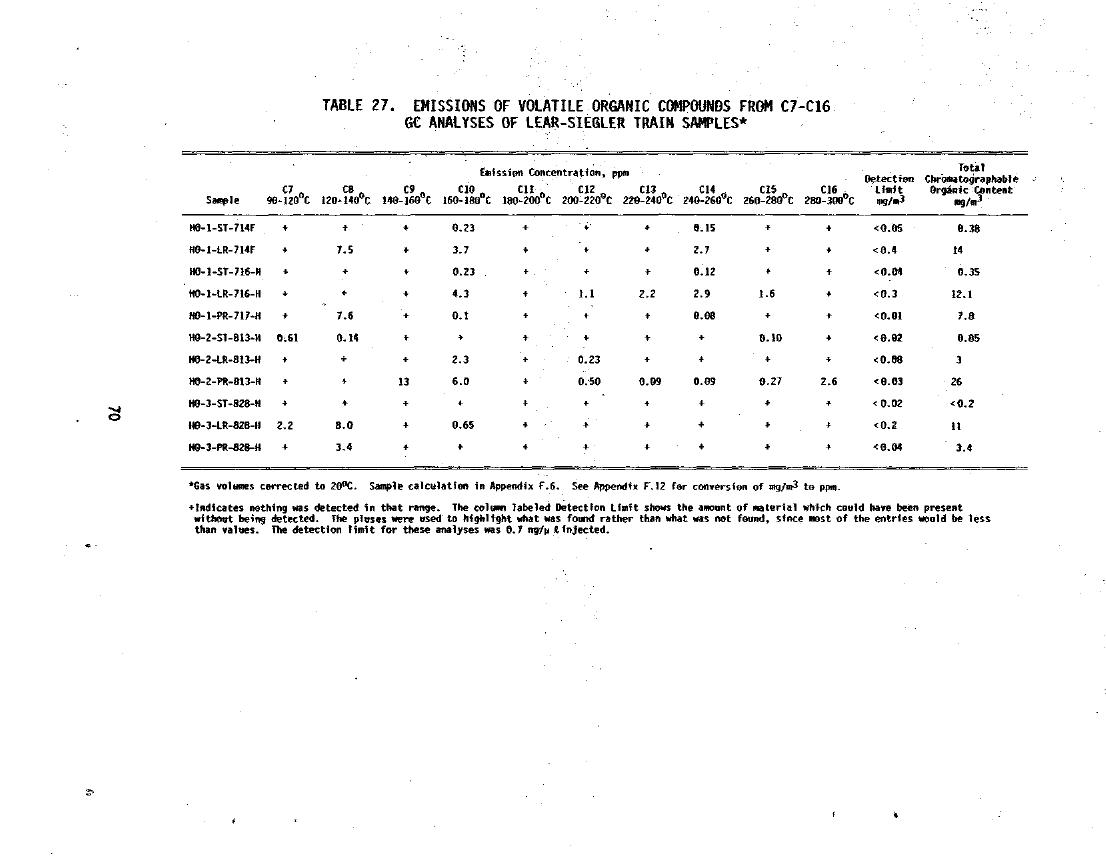 TABLE 27. EMISSIONS OF VOLATILE ORGANIC COMPOUNDS FROM C7-C16
GC ANALYSES OF LEAR-SIEGLER TRAIN SAMPLES*
Emission Concentration, ppm
Sample C7 90-120°C C8 120-140°C C9 140-160°C C10 160-180°C C11 180-200°C C12 200-220°C C13 220-240°C C14 240-260°C C15 260-280°C C16 280-300°C Detection Limit mg/m3 Total Chromatographable Organic Content mg/m3
HO-1-ST-714F + + + 0.23 + + + 0.15 + + <0.05 0.38
HO-1-LR-714F + 7.5 + 3.7 + + + 2.7 + + <0.4 14
HO-1-ST-716-H + + + 0.23 + + + 0.12 + + <0.04 0.35
HO-1-LR-716-H + + + 4.3 + 1.1 2.2 2.9 1.6 + <0.3 12.1
HO-1-PR-717-H + 7.6 + 0.1 + + + 0.08 + + <0.01 7.8
HO-2-ST-813-H 0.61 0.14 + + + + + + 0.10 + <0.02 0.85
HO-2-LR-813-H + + + 2.3 + 0.23 + + + + <0.08 3
HO-2-PR-813-H + + 13 6.0 + 0.50 0.09 0.09 0.27 2.6 <0.03 26
HO-3-ST-828-H + + + + + + + + + + <0.02 <0.2
HO-3-LR-828-H 2.2 8.0 + 0.65 + + + + + + <0.2 11
HO-3-PR-828-H + 3.4 + + + + + + + + <0.04 3.4
*Gas volumes corrected to 20°C. Sample calculation in Appendix F.6. See Appendix F.12 for conversion of mg/m3 to ppm.
+Indicates nothing was detected in that range. The column labeled Detection Limit shows the amount of material which could have been present
without being detected. The pluses were used to highlight what was found rather than what was not found, since most of the entries would be less
than values. The detection limit for these analyses was 0.7 ng/µℓ injected.
70